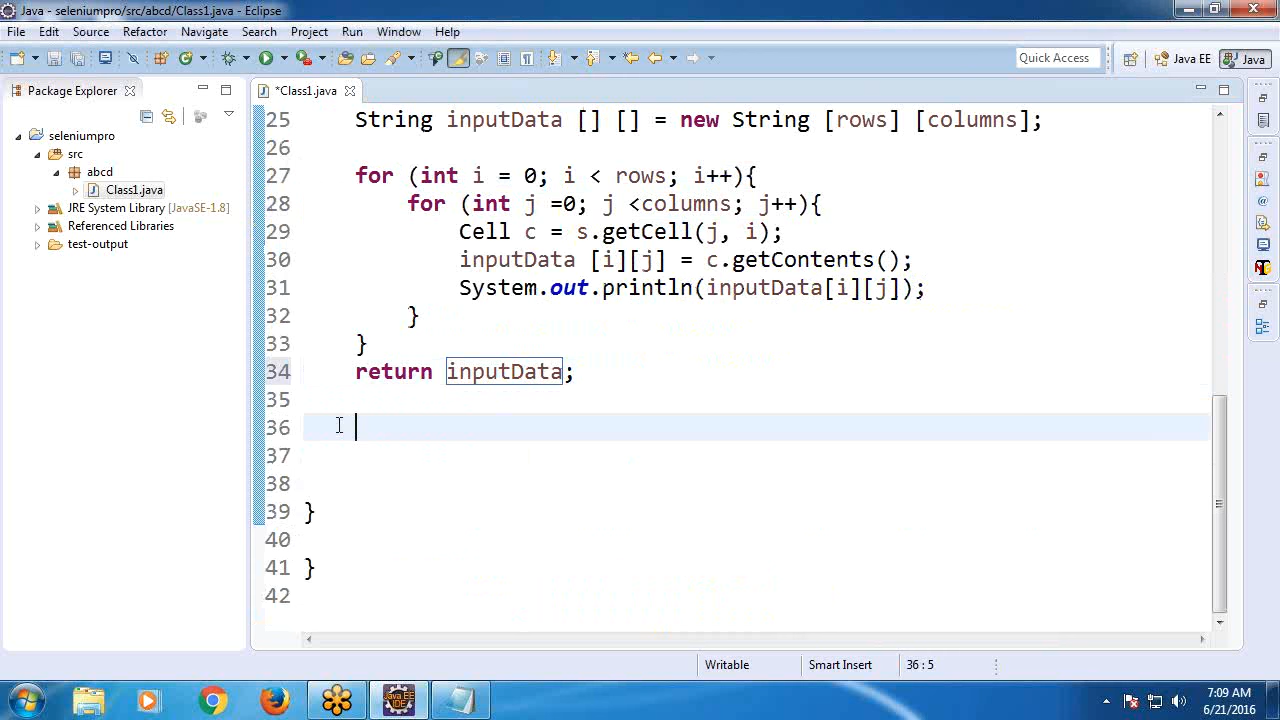 Java - seleniumpro/src/abcd/Class1.java - Eclipse
File Edit Source Refactor Navigate Search Project Run Window Help
Quick Access
Java EE
Java
Package Explorer
*Class1.java
seleniumpro
src
abcd
Class1.java
JRE System Library [JavaSE-1.8]
Referenced Libraries
test-output
25 String inputData [] [] = new String [rows] [columns];
26
27 for (int i = 0; i < rows; i++){
28 for (int j =0; j <columns; j++){
29 Cell c = s.getCell(j, i);
30 inputData [i][j] = c.getContents();
31 System.out.println(inputData[i][j]);
32 }
33 }
34 return inputData;
35
36
37
38
39 }
40
41 }
42
Writable Smart Insert 36 : 5
Java EE
IDE
7:09 AM
6/21/2016